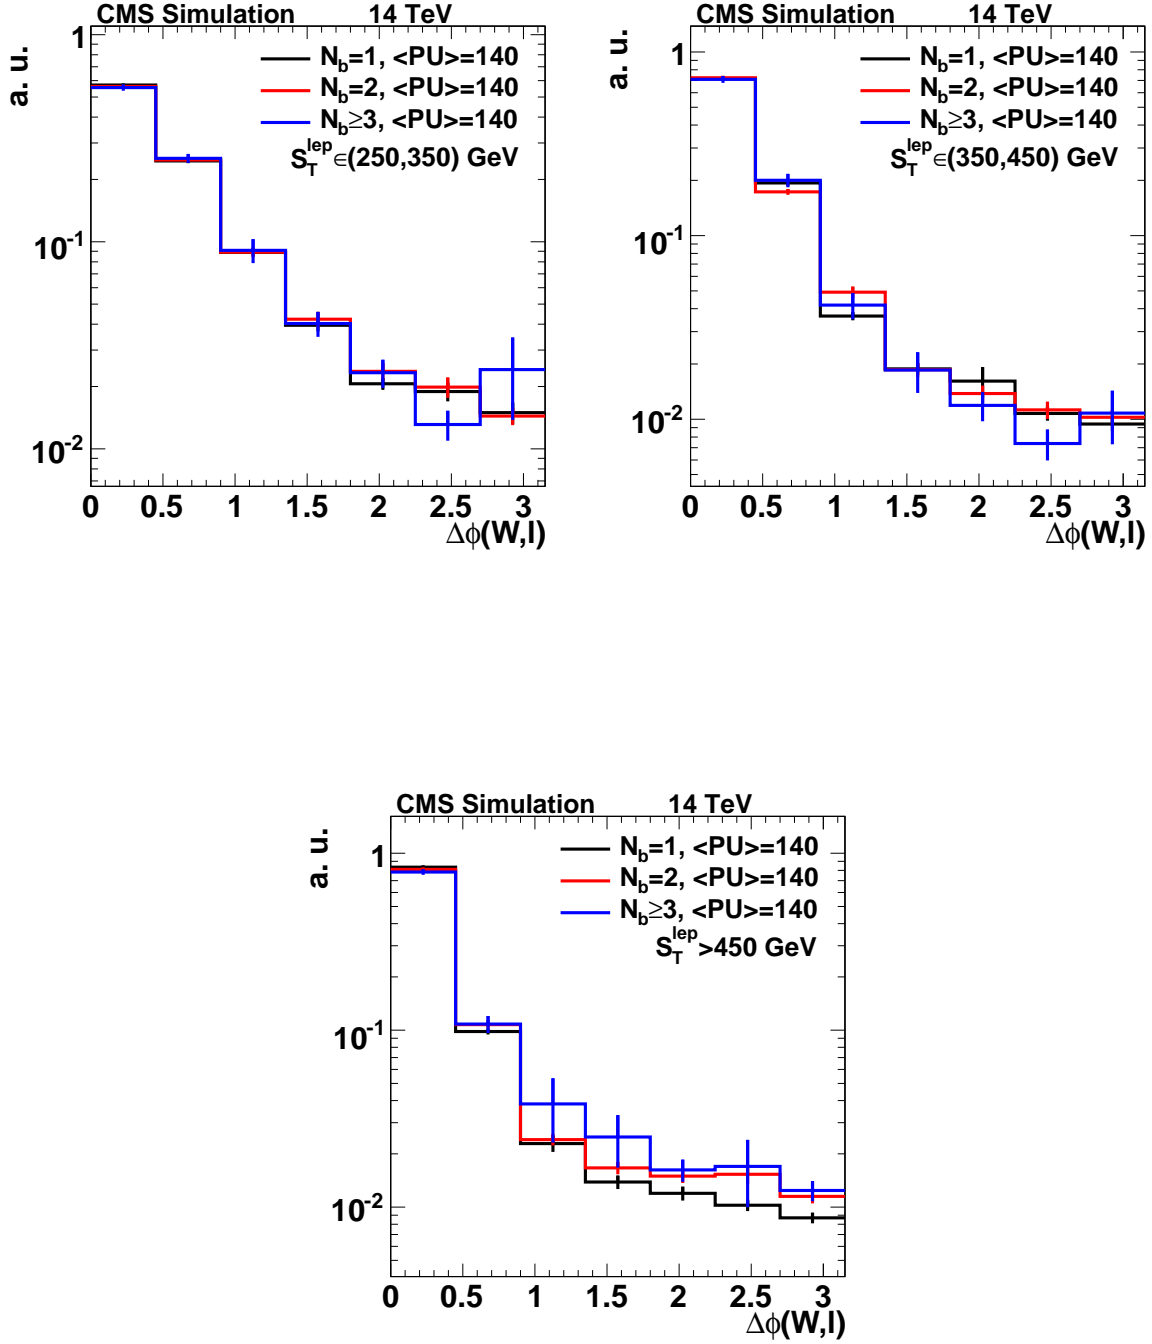 CMS Simulation 14 TeV
a. u.
1
10⁻¹
10⁻²
N_b=1, <PU>=140
N_b=2, <PU>=140
N_b≥3, <PU>=140
S_T^lep∈(250,350) GeV
0 0.5 1 1.5 2 2.5 3
Δϕ(W,l)
CMS Simulation 14 TeV
a. u.
1
10⁻¹
10⁻²
N_b=1, <PU>=140
N_b=2, <PU>=140
N_b≥3, <PU>=140
S_T^lep∈(350,450) GeV
0 0.5 1 1.5 2 2.5 3
Δϕ(W,l)
CMS Simulation 14 TeV
a. u.
1
10⁻¹
10⁻²
N_b=1, <PU>=140
N_b=2, <PU>=140
N_b≥3, <PU>=140
S_T^lep>450 GeV
0 0.5 1 1.5 2 2.5 3
Δϕ(W,l)